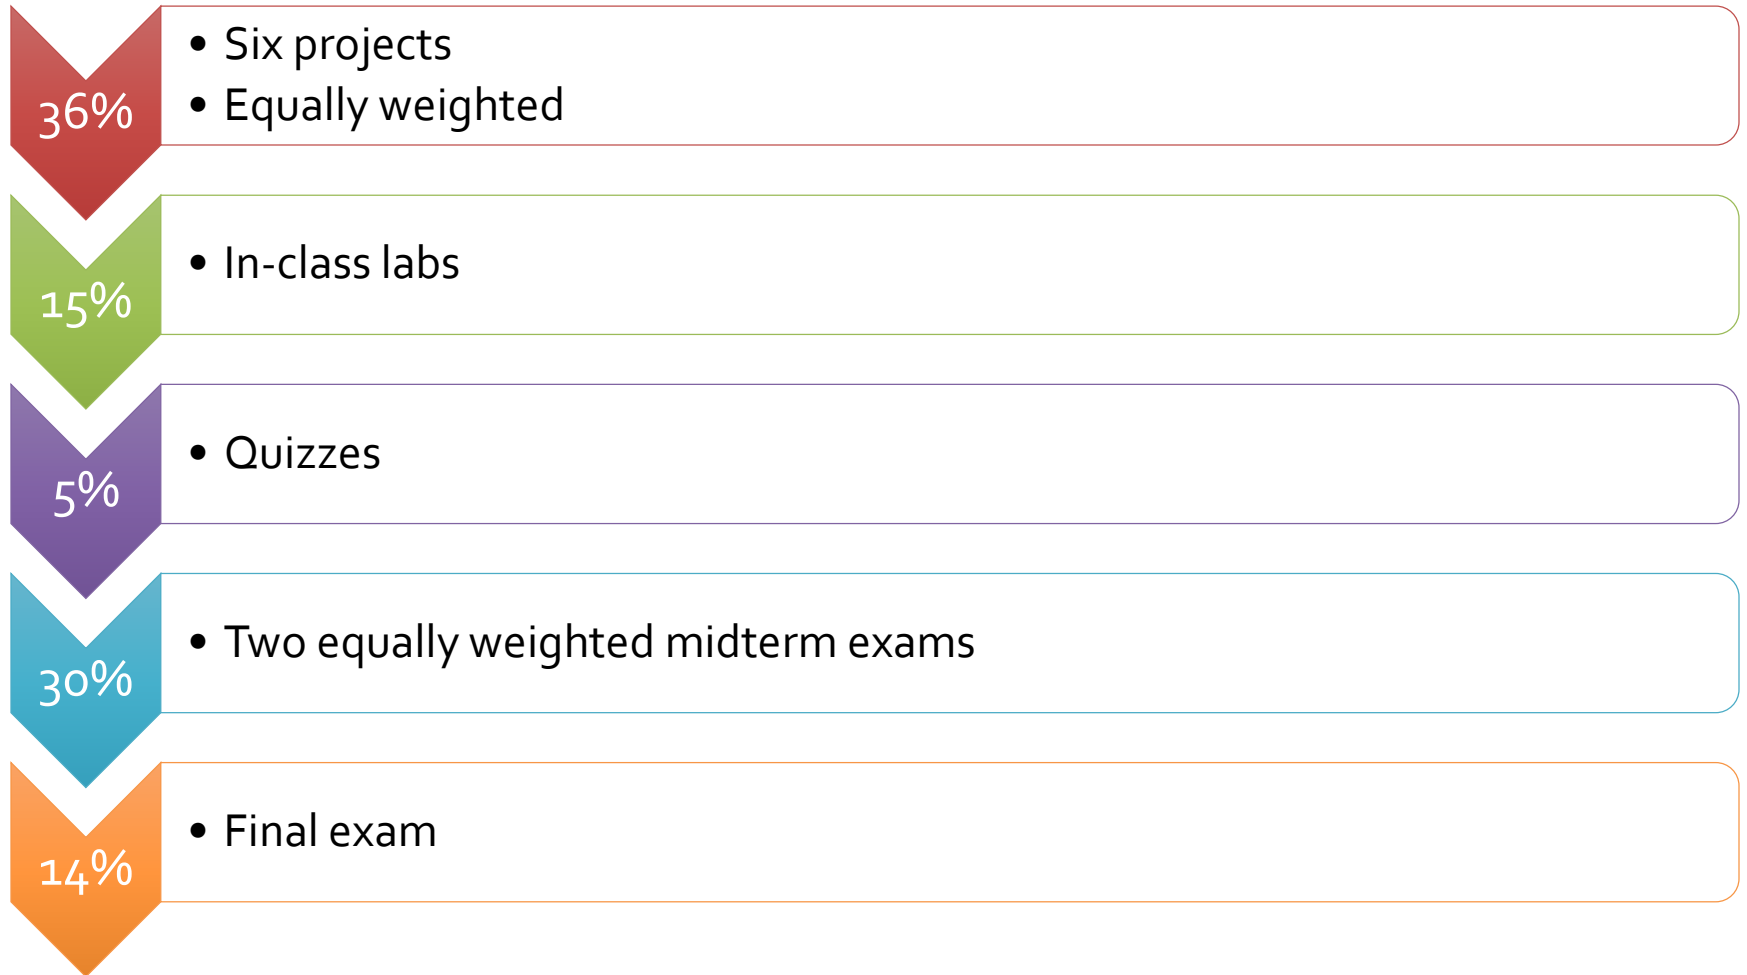 36%
• Six projects
• Equally weighted
15%
• In-class labs
5%
• Quizzes
30%
• Two equally weighted midterm exams
14%
• Final exam